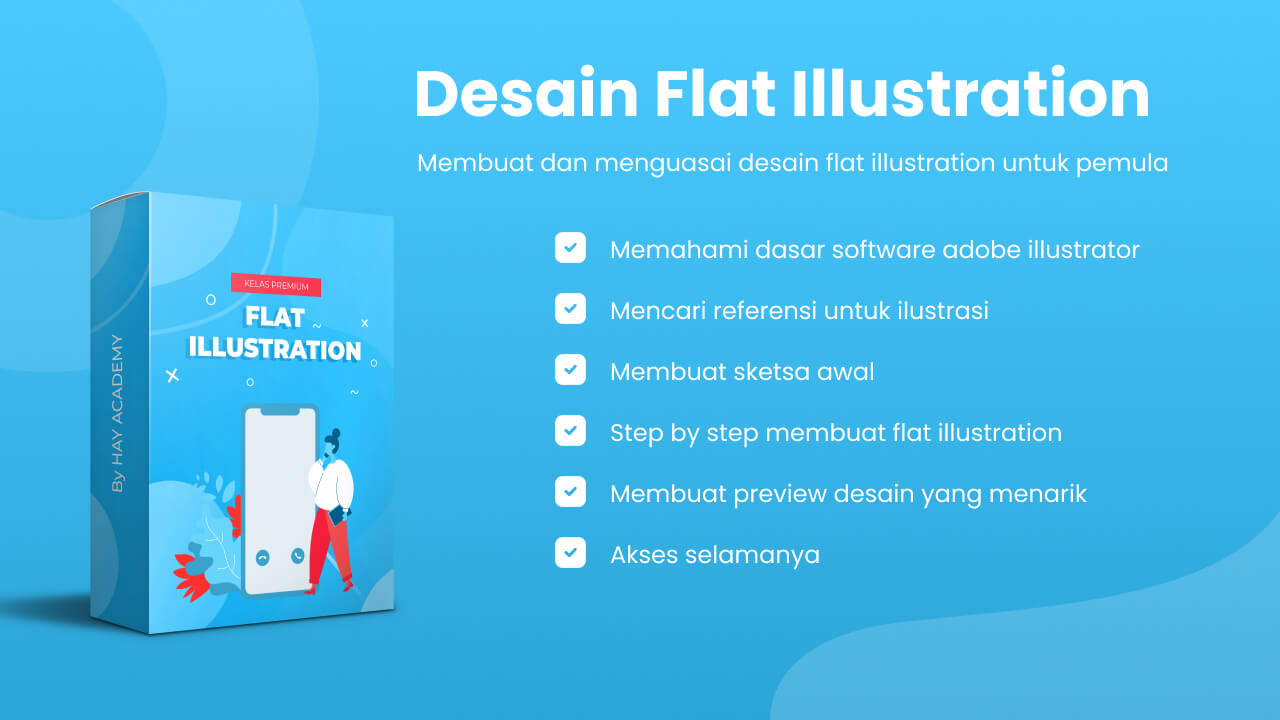 Desain Flat Illustration
Membuat dan menguasai desain flat illustration untuk pemula
Memahami dasar software adobe illustrator
Mencari referensi untuk ilustrasi
Membuat sketsa awal
Step by step membuat flat illustration
Membuat preview desain yang menarik
Akses selamanya
KELAS PREMIUM
FLAT
ILLUSTRATION
By HAY ACADEMY